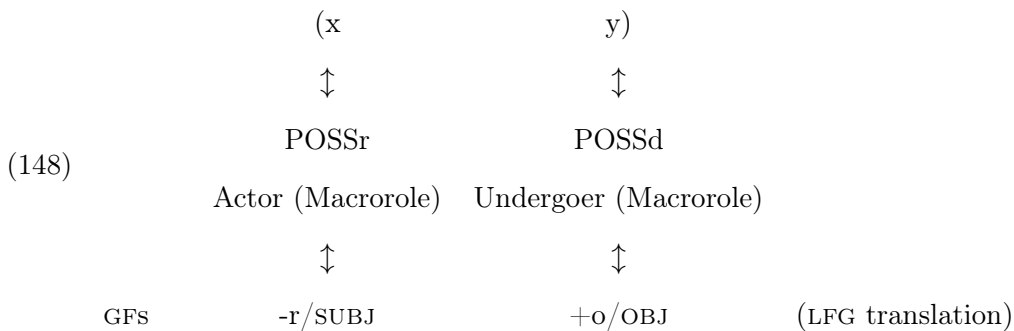 (x y)
↕ ↕
POSSr POSSd
(148)
Actor (Macrorole) Undergoer (Macrorole)
↕ ↕
GFs -r/SUBJ +o/OBJ (LFG translation)